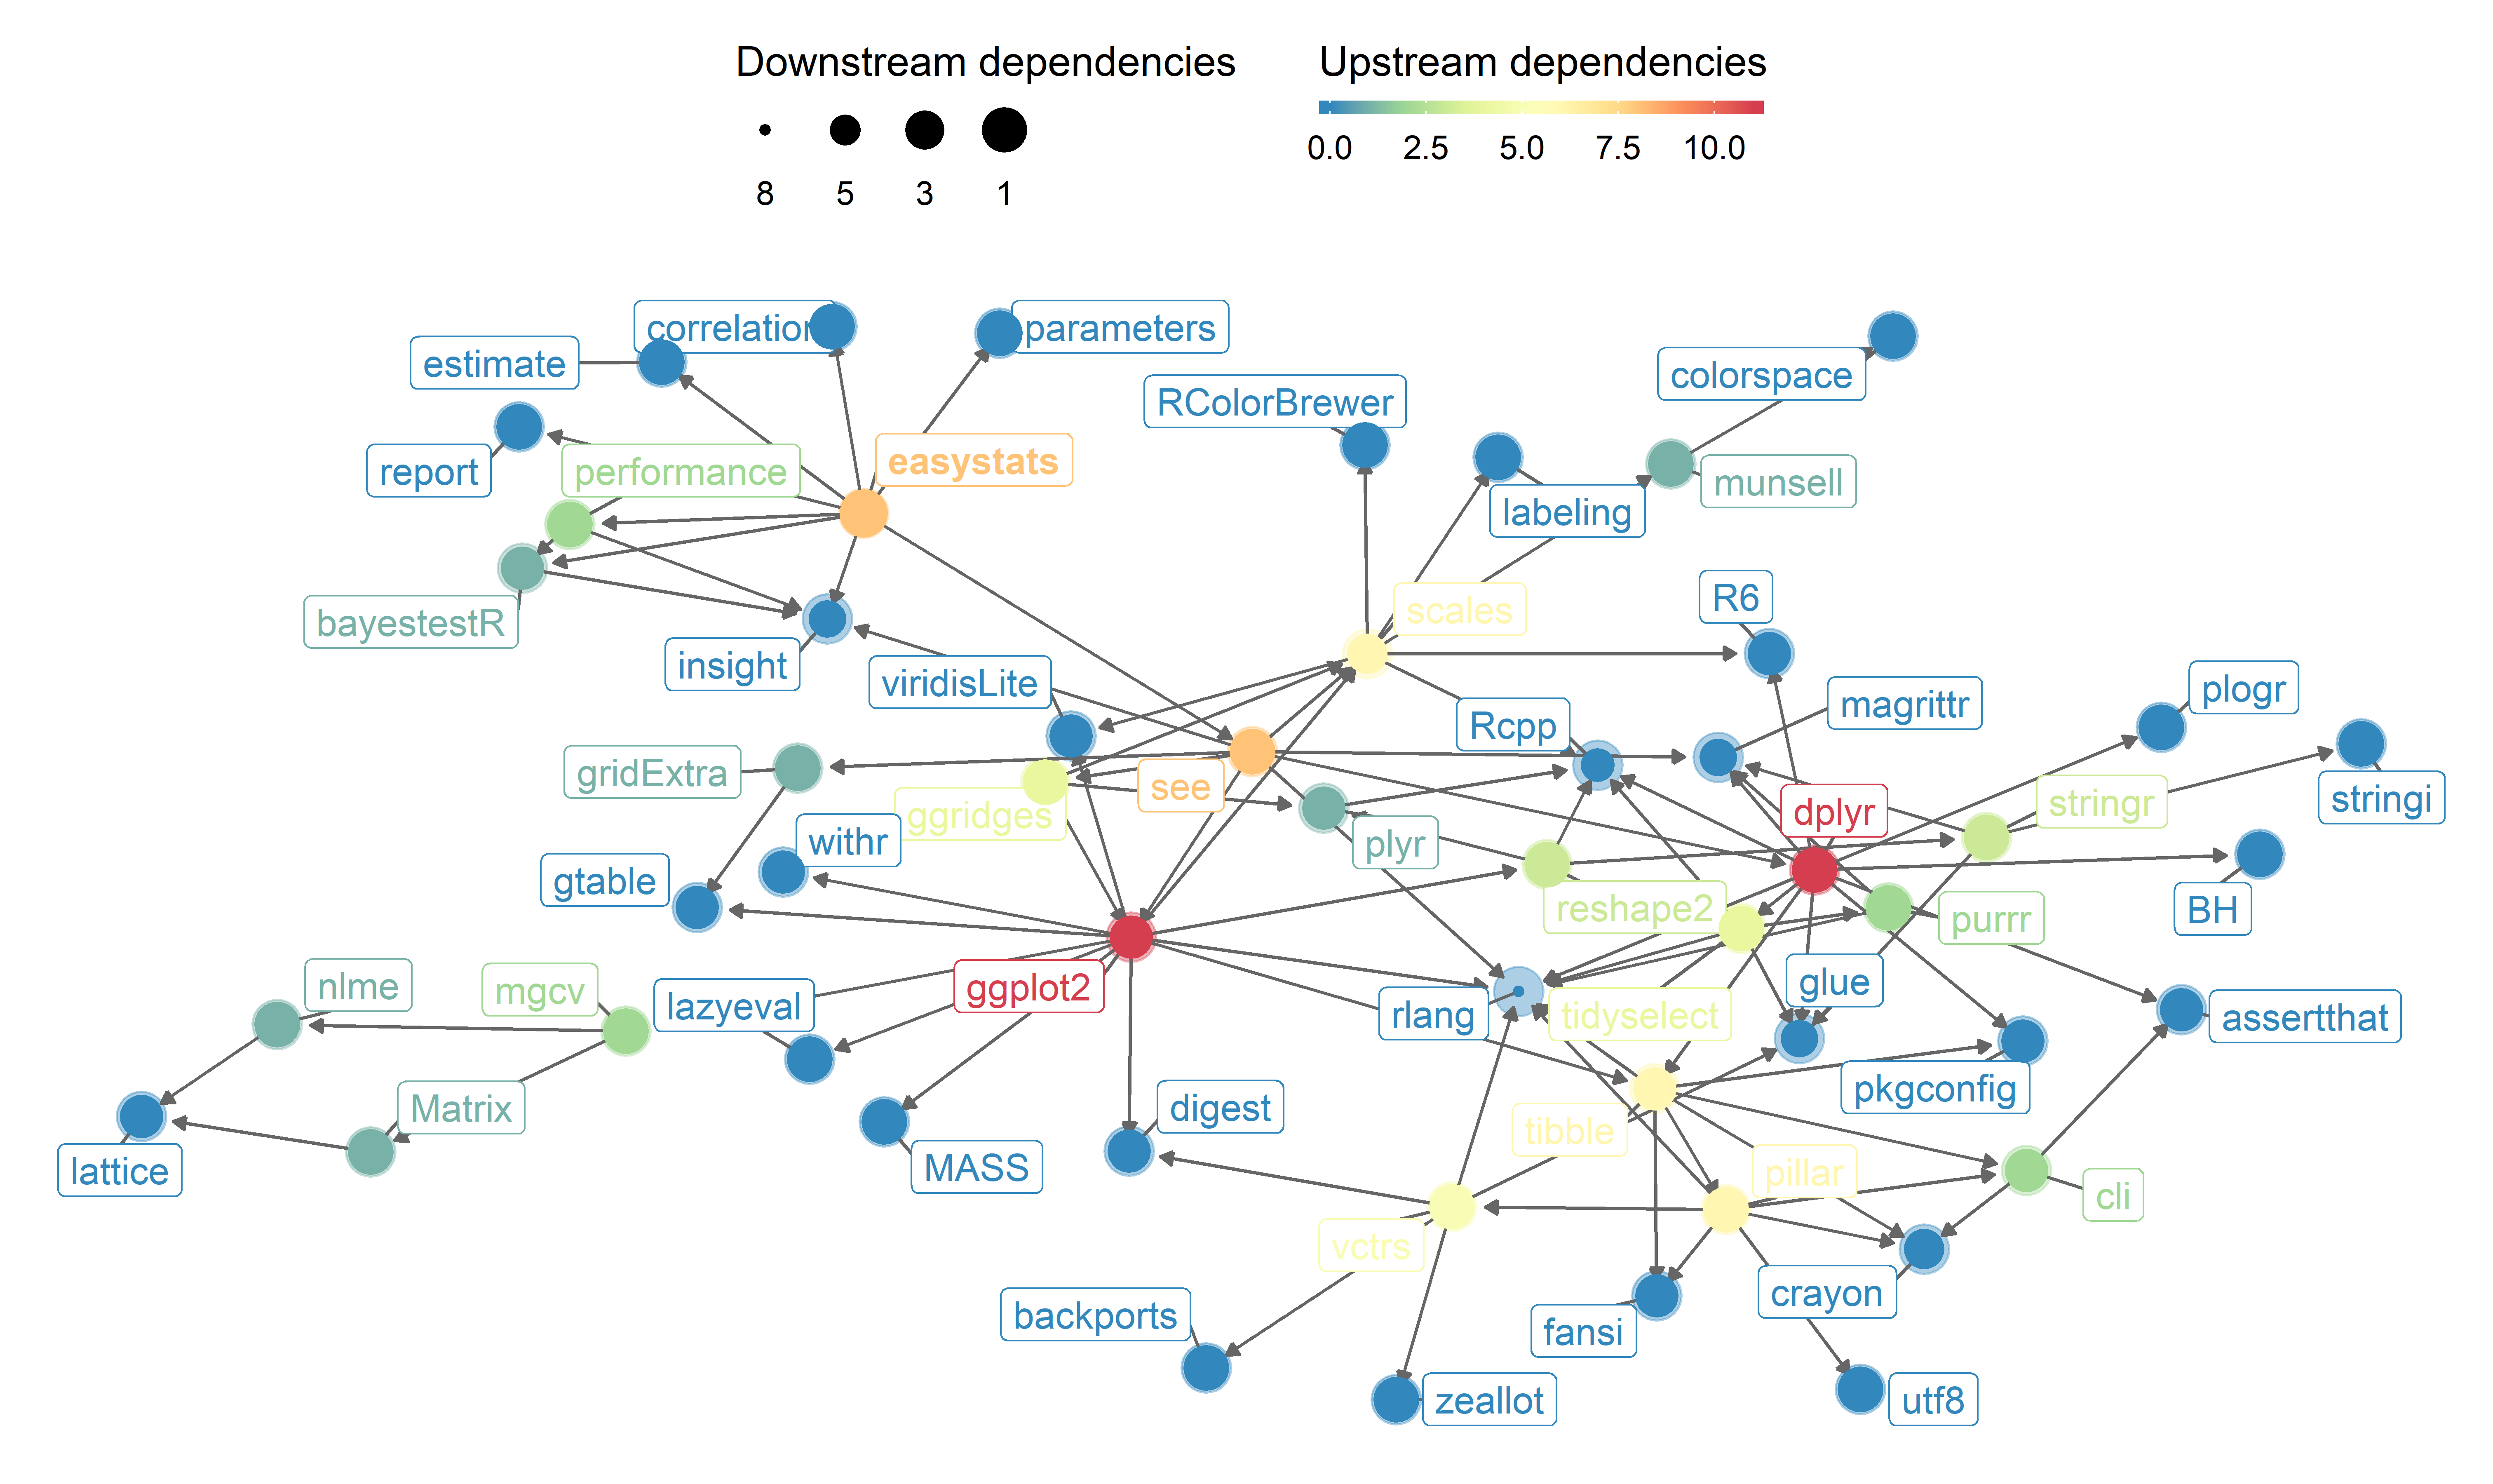 Downstream dependencies
8 5 3 1
Upstream dependencies
0.0 2.5 5.0 7.5 10.0
correlation
parameters
estimate
colorspace
RColorBrewer
report
performance
easystats
munsell
labeling
R6
scales
bayestestR
insight
viridisLite
magrittr
plogr
Rcpp
gridExtra
see
ggridges
stringr
stringi
dplyr
withr
plyr
gtable
reshape2
purrr
BH
nlme
mgcv
lazyeval
ggplot2
rlang
tidyselect
glue
assertthat
pkgconfig
Matrix
digest
tibble
lattice
MASS
pillar
cli
vctrs
crayon
backports
fansi
zeallot
utf8